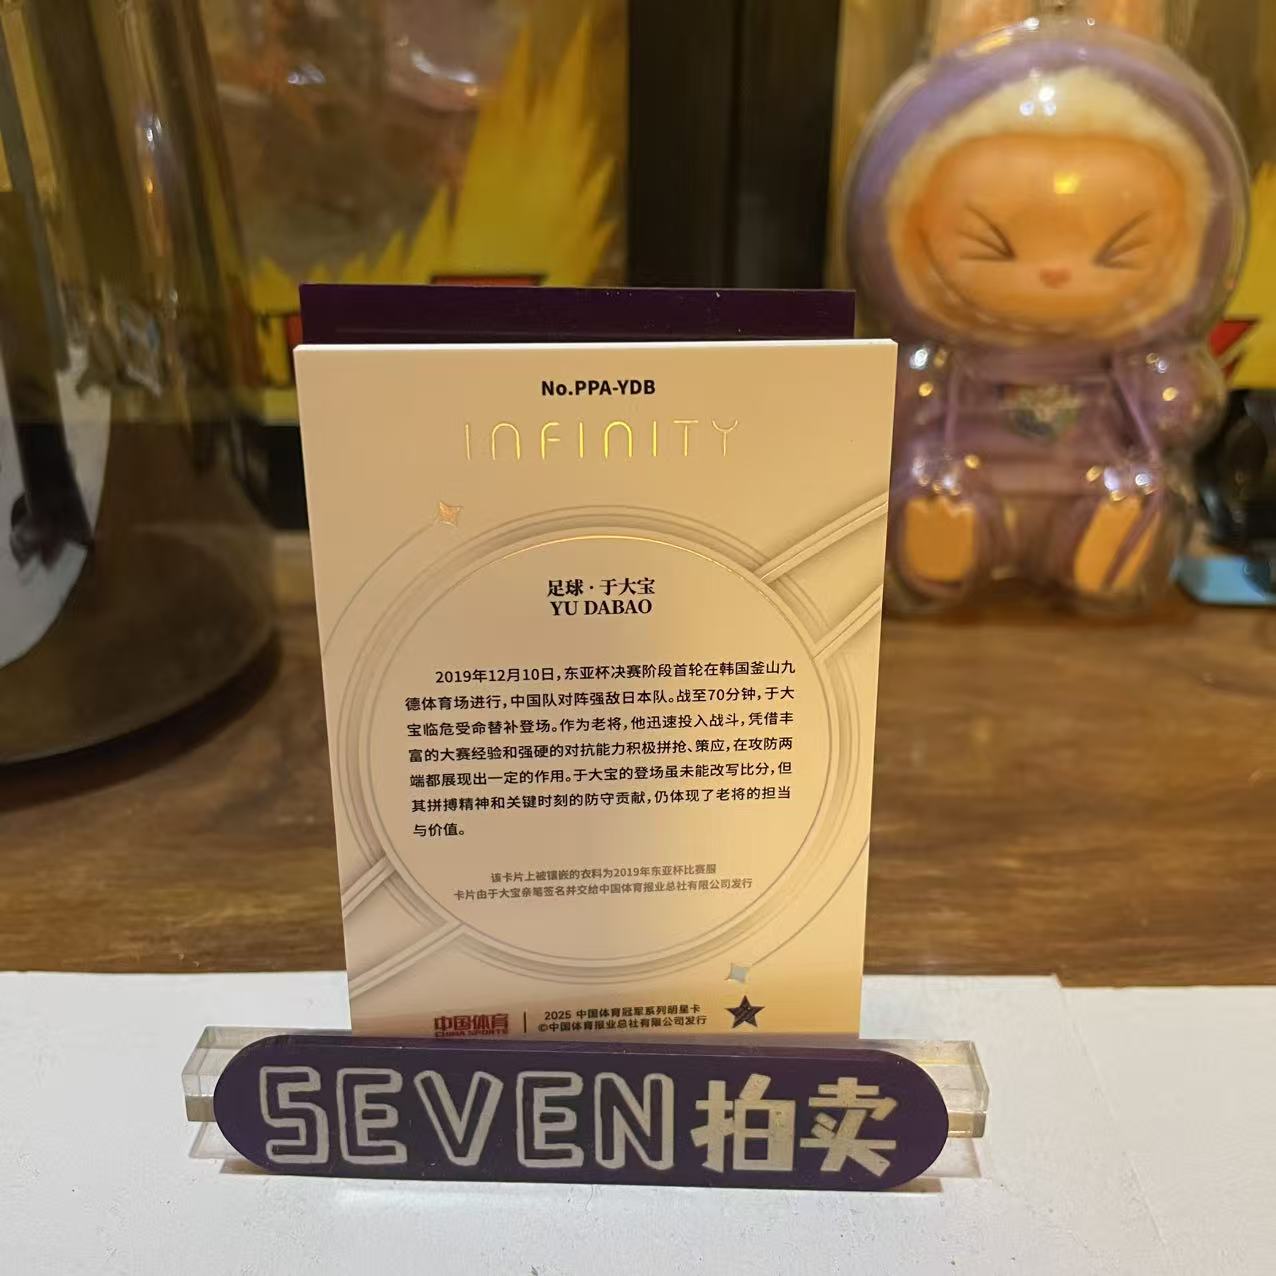 No.PPA-YDB
INFINITY
足球·于大宝
YU DABAO
2019年12月10日，东亚杯决赛阶段首轮在韩国釜山九
德体育场进行，中国队对阵强敌日本队。战至70分钟，于大
宝临危受命替补登场。作为老将，他迅速投入战斗，凭借丰
富的大赛经验和强硬的对抗能力积极拼抢、策应，在攻防两
端都展现出一定的作用。于大宝的登场虽未能改写比分，但
其拼搏精神和关键时刻的防守贡献，仍体现了老将的担当
与价值。
该卡片上被镶嵌的衣料为2019年东亚杯比赛服
卡片由于大宝亲笔签名并交给中国体育报业总社有限公司发行
中国体育
CHINA SPORTS
2025 中国体育冠军系列明星卡
©中国体育报业总社有限公司发行
SEVEN拍卖